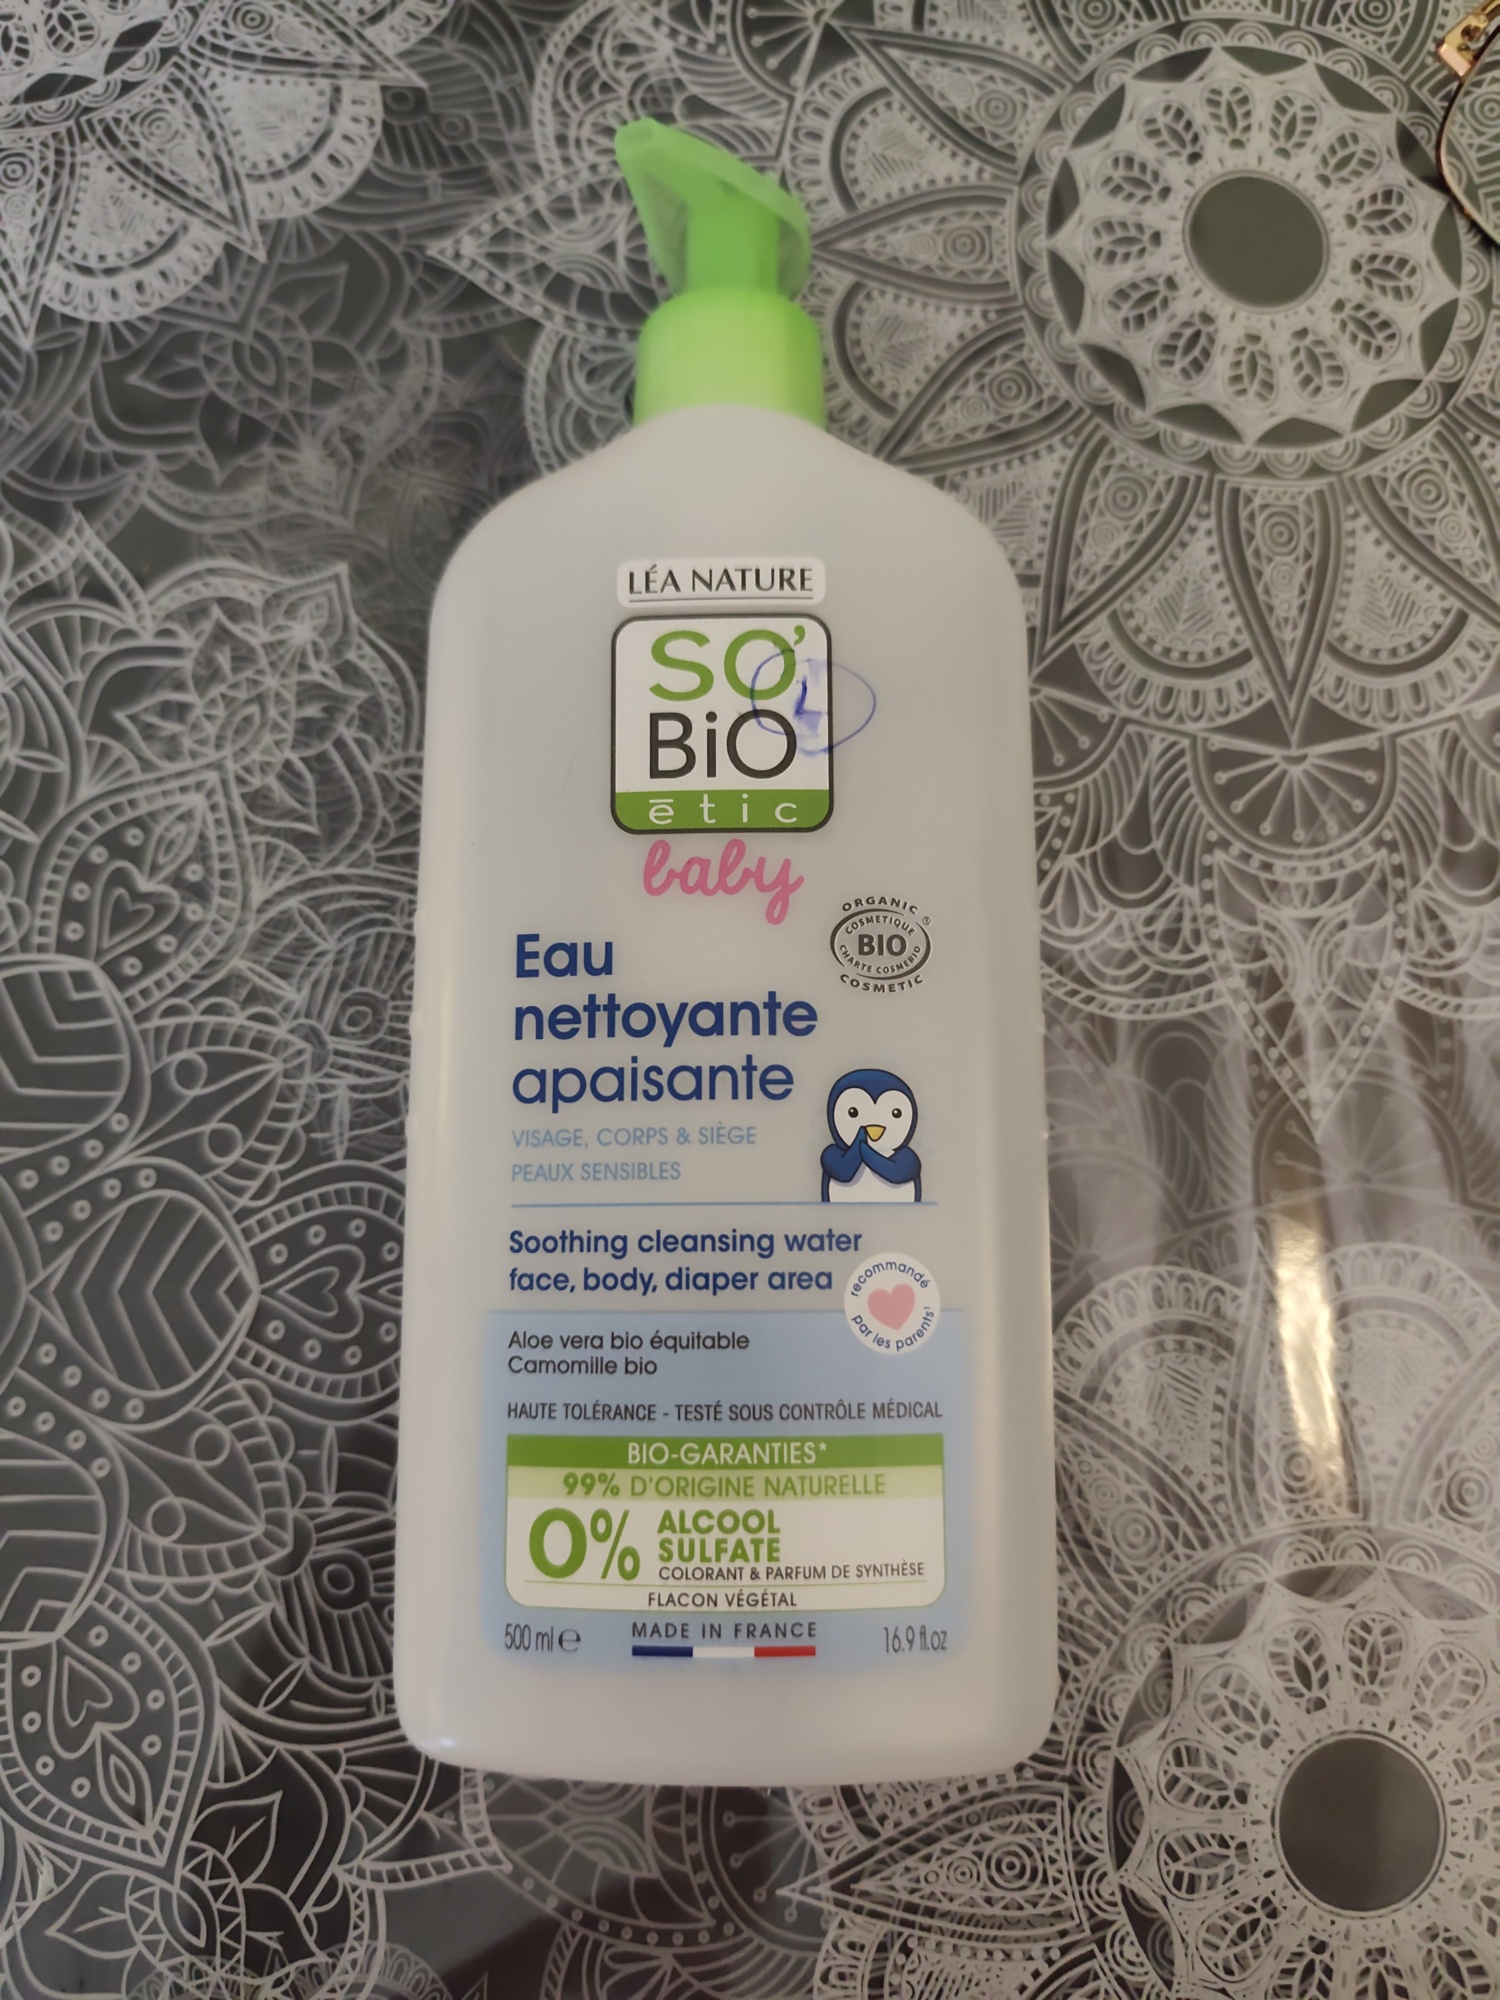 LÉA NATURE
SO'
BiO
ētic
baby
L
ORGANIC
COSMETIQUE
BIO
CHARTE COSMEBIO
COSMETIC
®
Eau
nettoyante
apaisante
VISAGE, CORPS & SIÈGE
PEAUX SENSIBLES
Soothing cleansing water
face, body, diaper area
recommandé
par les parents!
Aloe vera bio équitable
Camomille bio
HAUTE TOLÉRANCE - TESTÉ SOUS CONTRÔLE MÉDICAL
BIO-GARANTIES*
99% D'ORIGINE NATURELLE
0% ALCOOL
SULFATE
COLORANT & PARFUM DE SYNTHÈSE
FLACON VÉGÉTAL
500 ml e MADE IN FRANCE 16.9 fl.oz